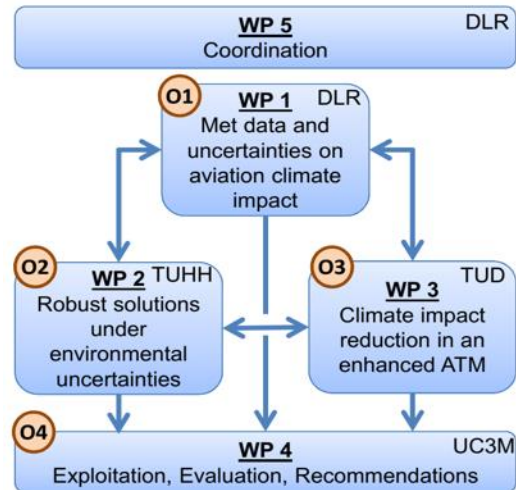 WP 5
DLR
Coordination
O1
WP 1
DLR
Met data and
uncertainties on
aviation climate
impact
O2
WP 2
TUHH
Robust solutions
under
environmental
uncertainties
O3
WP 3
TUD
Climate impact
reduction in an
enhanced ATM
O4
WP 4
UC3M
Exploitation, Evaluation, Recommendations